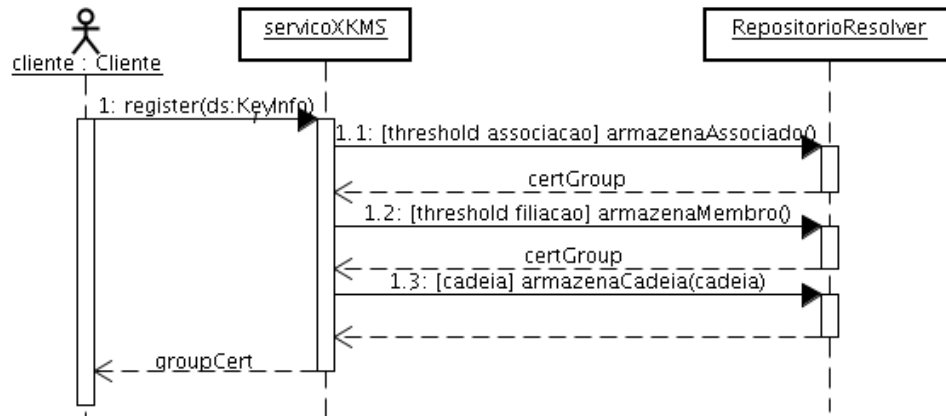 cliente : Cliente
servicoXKMS
RepositorioResolver
1: register(ds:KeyInfo)
1.1: [threshold associacao] armazenaAssociado()
certGroup
1.2: [threshold filiacao] armazenaMembro()
certGroup
1.3: [cadeia] armazenaCadeia(cadeia)
groupCert